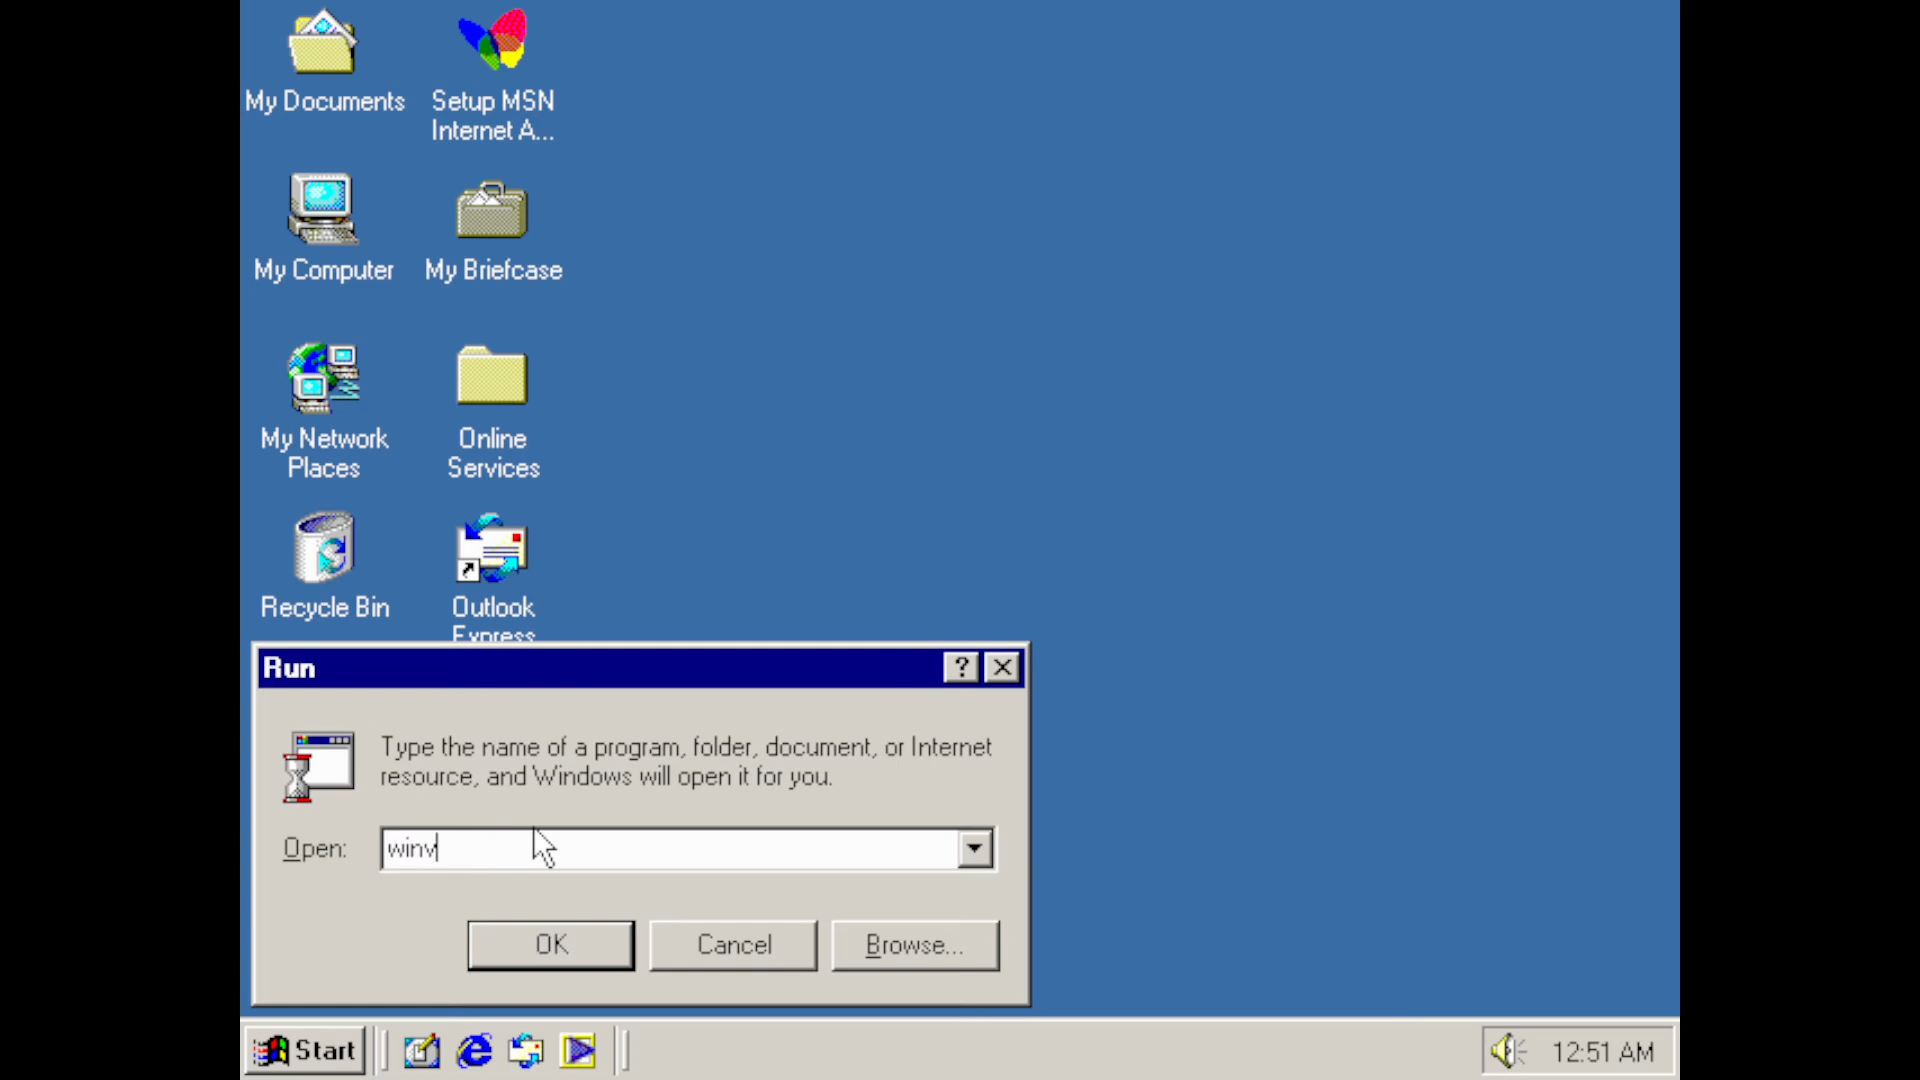 My Documents
Setup MSN
Internet A...
My Computer
My Briefcase
My Network
Places
Online
Services
Recycle Bin
Outlook
Express
Run
?
Type the name of a program, folder, document, or Internet
resource, and Windows will open it for you.
Open:
winv
OK
Cancel
Browse...
Start
12:51 AM